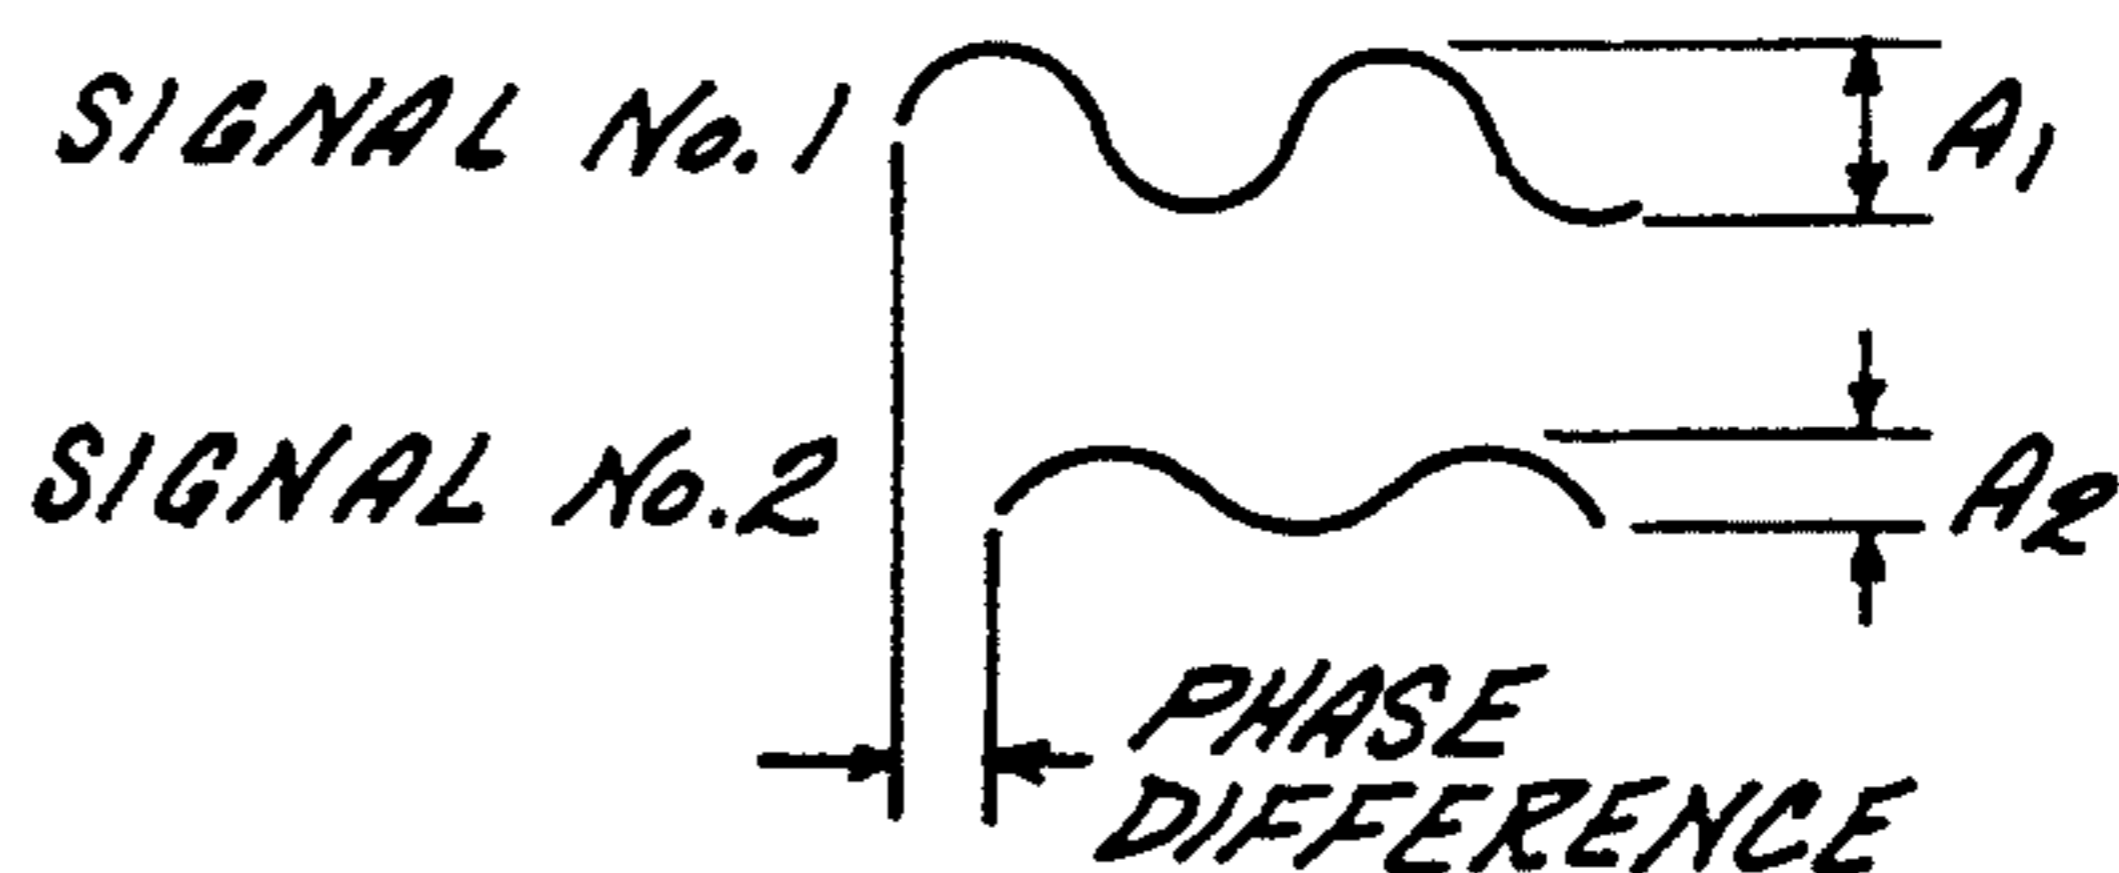 SIGNAL No. 1
A1
SIGNAL No. 2
A2
PHASE
DIFFERENCE